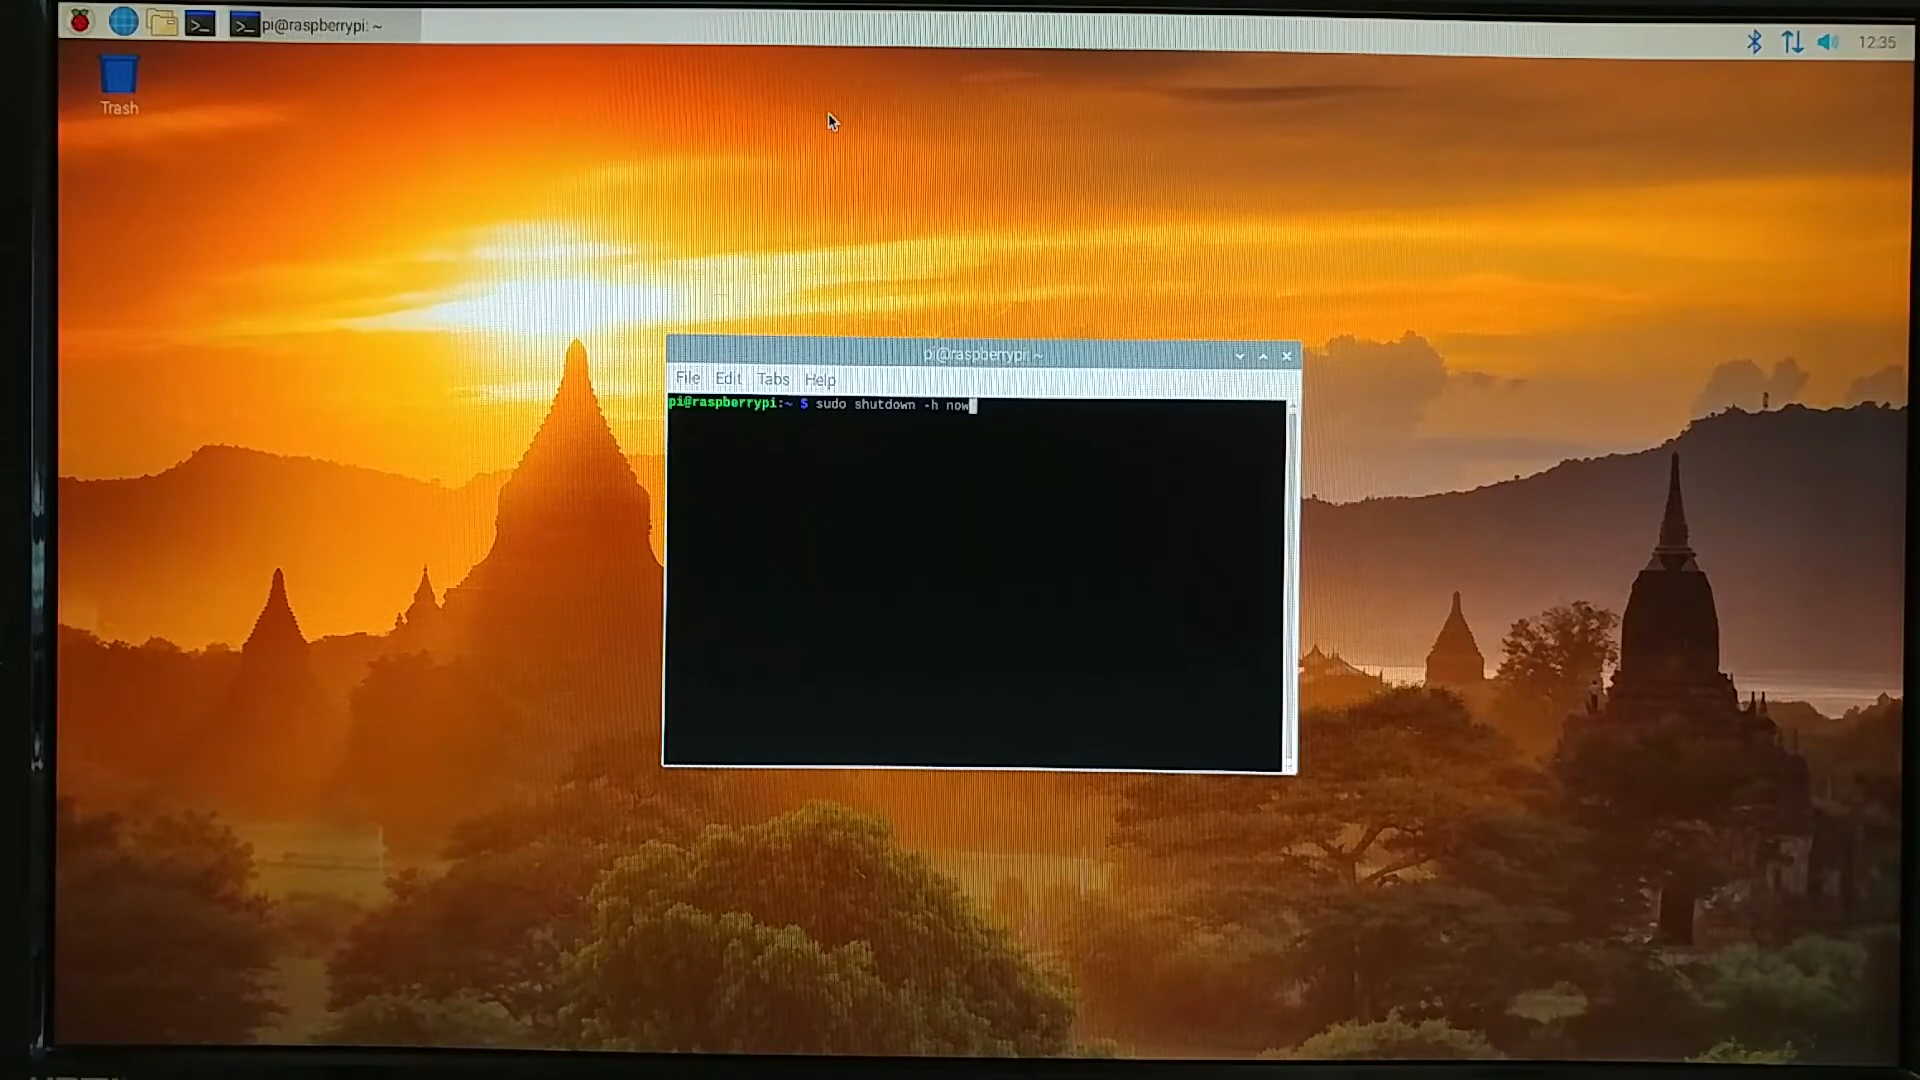 pi@raspberrypi: ~
12:35
Trash
pi@raspberrypi: ~
File Edit Tabs Help
pi@raspberrypi:~ $ sudo shutdown -h now